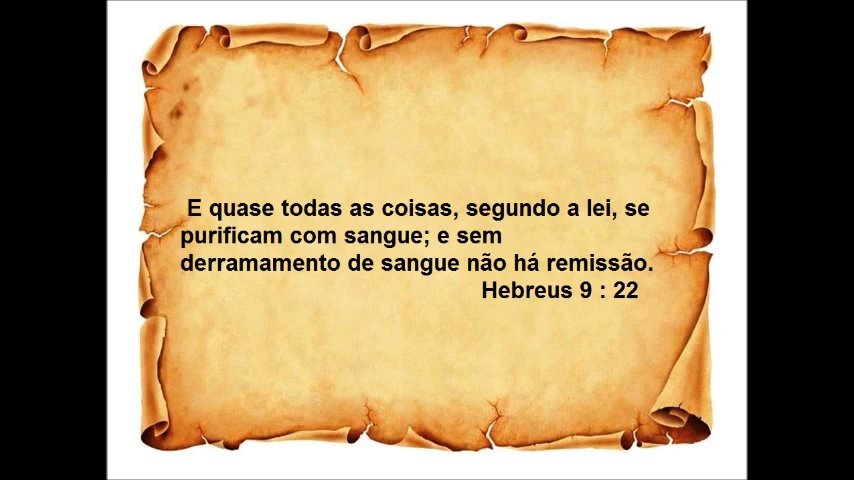 E quase todas as coisas, segundo a lei, se
purificam com sangue; e sem
derramamento de sangue não há remissão.
Hebreus 9 : 22